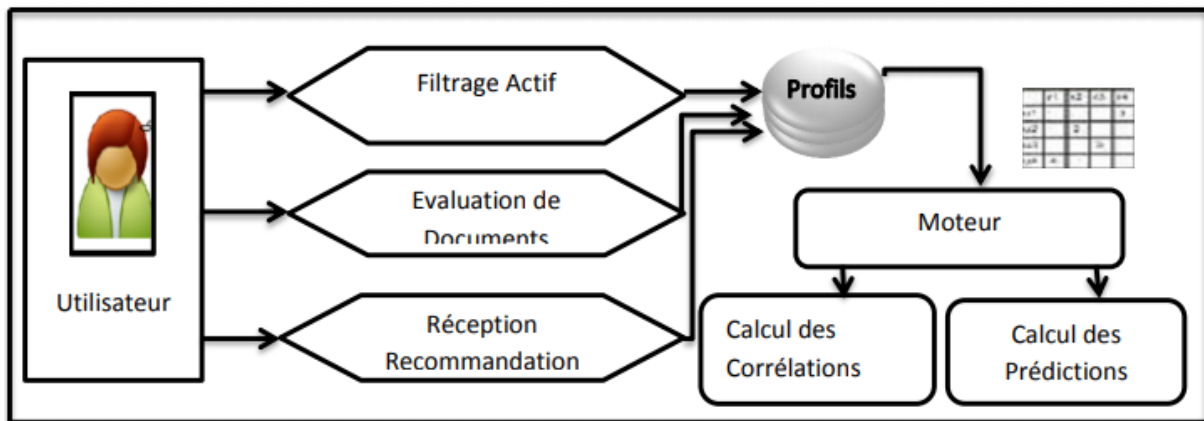 Utilisateur
Filtrage Actif
Evaluation de
Documents
Réception
Recommandation
Profils
Moteur
Calcul des
Corrélations
Calcul des
Prédictions